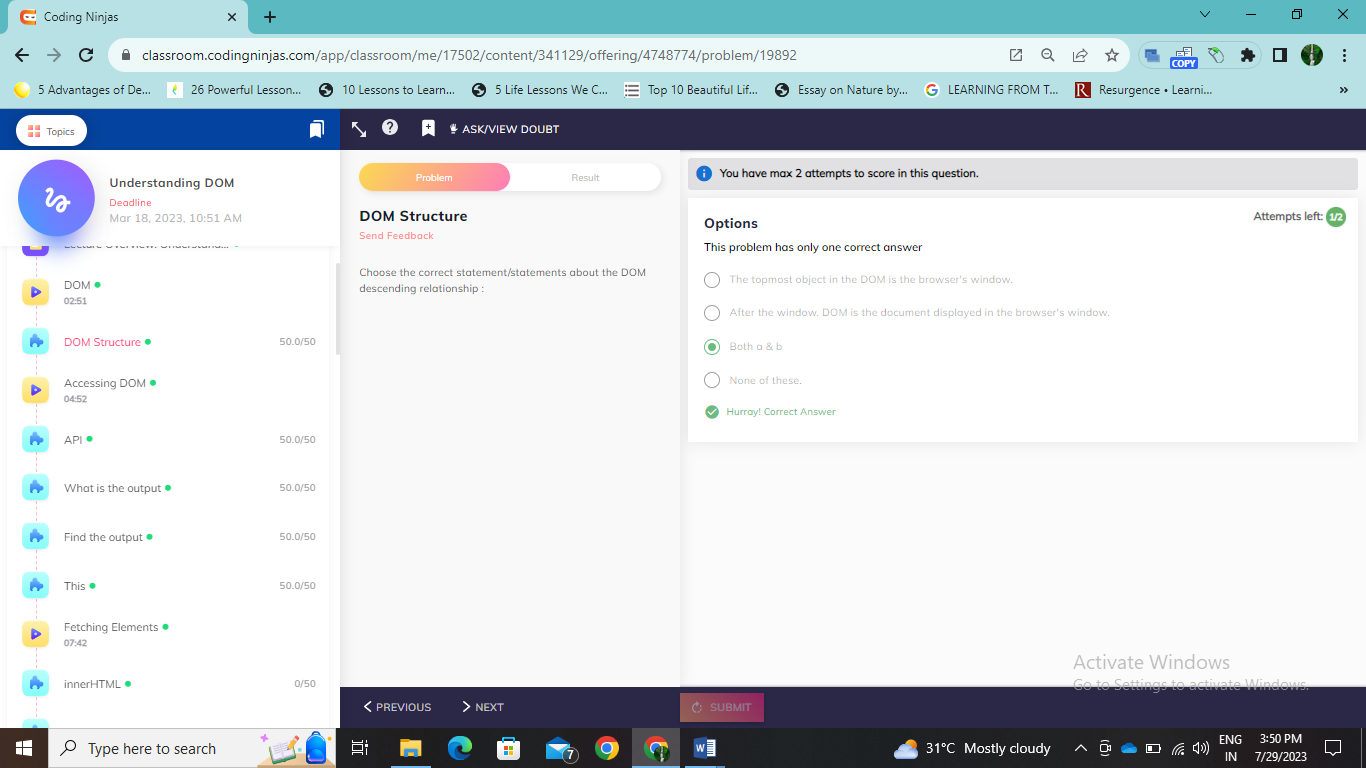 Coding Ninjas
classroom.codingninjas.com/app/classroom/me/17502/content/341129/offering/4748774/problem/19892
COPY
5 Advantages of De...
26 Powerful Lesson...
10 Lessons to Learn...
5 Life Lessons We C...
Top 10 Beautiful Lif...
Essay on Nature by...
LEARNING FROM T...
Resurgence • Learni...
Topics
ASK/VIEW DOUBT
Understanding DOM
Deadline
Mar 18, 2023, 10:51 AM
Lecture Overview: Understand...
DOM
02:51
DOM Structure
50.0/50
Accessing DOM
04:52
API
50.0/50
What is the output
50.0/50
Find the output
50.0/50
This
50.0/50
Fetching Elements
07:42
innerHTML
0/50
Problem
Result
DOM Structure
Send Feedback
Choose the correct statement/statements about the DOM
descending relationship :
You have max 2 attempts to score in this question.
Options
Attempts left: 1/2
This problem has only one correct answer
The topmost object in the DOM is the browser's window.
After the window, DOM is the document displayed in the browser's window.
Both a & b
None of these.
Hurray! Correct Answer
Activate Windows
Go to Settings to activate Windows.
PREVIOUS
NEXT
SUBMIT
Type here to search
7
31°C Mostly cloudy
ENG
IN
3:50 PM
7/29/2023